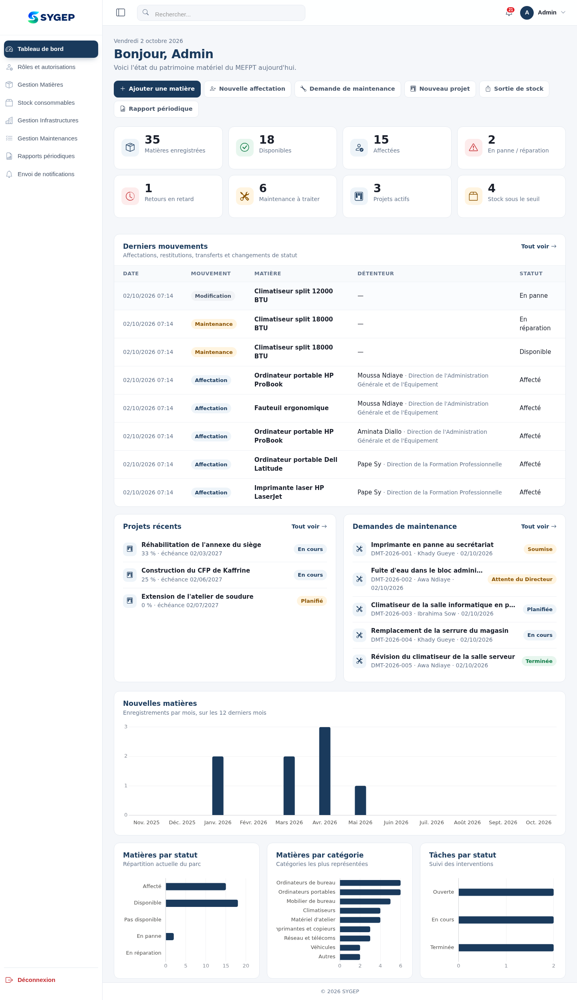 SYGEP
Rechercher...
21
A
Admin
Tableau de bord
Rôles et autorisations
Gestion Matières
Stock consommables
Gestion Infrastructures
Gestion Maintenances
Rapports périodiques
Envoi de notifications
Déconnexion
Vendredi 2 octobre 2026
Bonjour, Admin
Voici l'état du patrimoine matériel du MEFPT aujourd'hui.
Ajouter une matière
Nouvelle affectation
Demande de maintenance
Nouveau projet
Sortie de stock
Rapport périodique
35
Matières enregistrées
18
Disponibles
15
Affectées
2
En panne / réparation
1
Retours en retard
6
Maintenance à traiter
3
Projets actifs
4
Stock sous le seuil
Derniers mouvements
Tout voir →
Affectations, restitutions, transferts et changements de statut
DATE MOUVEMENT MATIÈRE DÉTENTEUR STATUT
02/10/2026 07:14 Modification Climatiseur split 12000 BTU — En panne
02/10/2026 07:14 Maintenance Climatiseur split 18000 BTU — En réparation
02/10/2026 07:14 Maintenance Climatiseur split 18000 BTU — Disponible
02/10/2026 07:14 Affectation Ordinateur portable HP ProBook Moussa Ndiaye · Direction de l'Administration Générale et de l'Équipement Affecté
02/10/2026 07:14 Affectation Fauteuil ergonomique Moussa Ndiaye · Direction de l'Administration Générale et de l'Équipement Affecté
02/10/2026 07:14 Affectation Ordinateur portable HP ProBook Aminata Diallo · Direction de l'Administration Générale et de l'Équipement Affecté
02/10/2026 07:14 Affectation Ordinateur portable Dell Latitude Pape Sy · Direction de la Formation Professionnelle Affecté
02/10/2026 07:14 Affectation Imprimante laser HP LaserJet Pape Sy · Direction de la Formation Professionnelle Affecté
Projets récents
Tout voir →
Réhabilitation de l'annexe du siège
33 % · échéance 02/03/2027
En cours
Construction du CFP de Kaffrine
25 % · échéance 02/06/2027
En cours
Extension de l'atelier de soudure
0 % · échéance 02/07/2027
Planifié
Demandes de maintenance
Tout voir →
Imprimante en panne au secrétariat
DMT-2026-001 · Khady Gueye · 02/10/2026
Soumise
Fuite d'eau dans le bloc admini...
DMT-2026-002 · Awa Ndiaye ·
02/10/2026
Attente du Directeur
Climatiseur de la salle informatique en p...
DMT-2026-003 · Ibrahima Sow · 02/10/2026
Planifiée
Remplacement de la serrure du magasin
DMT-2026-004 · Khady Gueye · 02/10/2026
En cours
Révision du climatiseur de la salle serveur
DMT-2026-005 · Awa Ndiaye · 02/10/2026
Terminée
Nouvelles matières
Enregistrements par mois, sur les 12 derniers mois
3
2
1
0
Nov. 2025 Déc. 2025 Janv. 2026 Févr. 2026 Mars 2026 Avr. 2026 Mai 2026 Juin 2026 Juil. 2026 Août 2026 Sept. 2026 Oct. 2026
Matières par statut
Répartition actuelle du parc
Affecté
Disponible
Pas disponible
En panne
En réparation
0 5 10 15 20
Matières par catégorie
Catégories les plus représentées
Ordinateurs de bureau
Ordinateurs portables
Mobilier de bureau
Climatiseurs
Matériel d'atelier
nprimantes et copieurs
Réseau et télécoms
Véhicules
Autres
0 2 4 6
Tâches par statut
Suivi des interventions
Ouverte
En cours
Terminée
0 1 2
© 2026 SYGEP